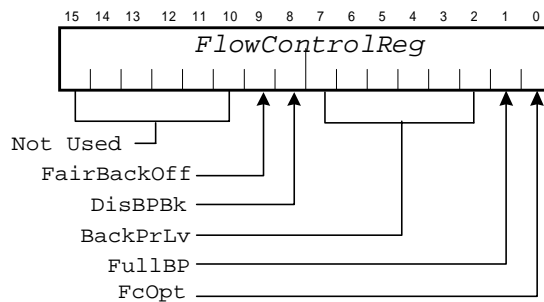 15 14 13 12 11 10 9 8 7 6 5 4 3 2 1 0
FlowControlReg
Not Used
FairBackOff
DisBPBk
BackPrLv
FullBP
FcOpt